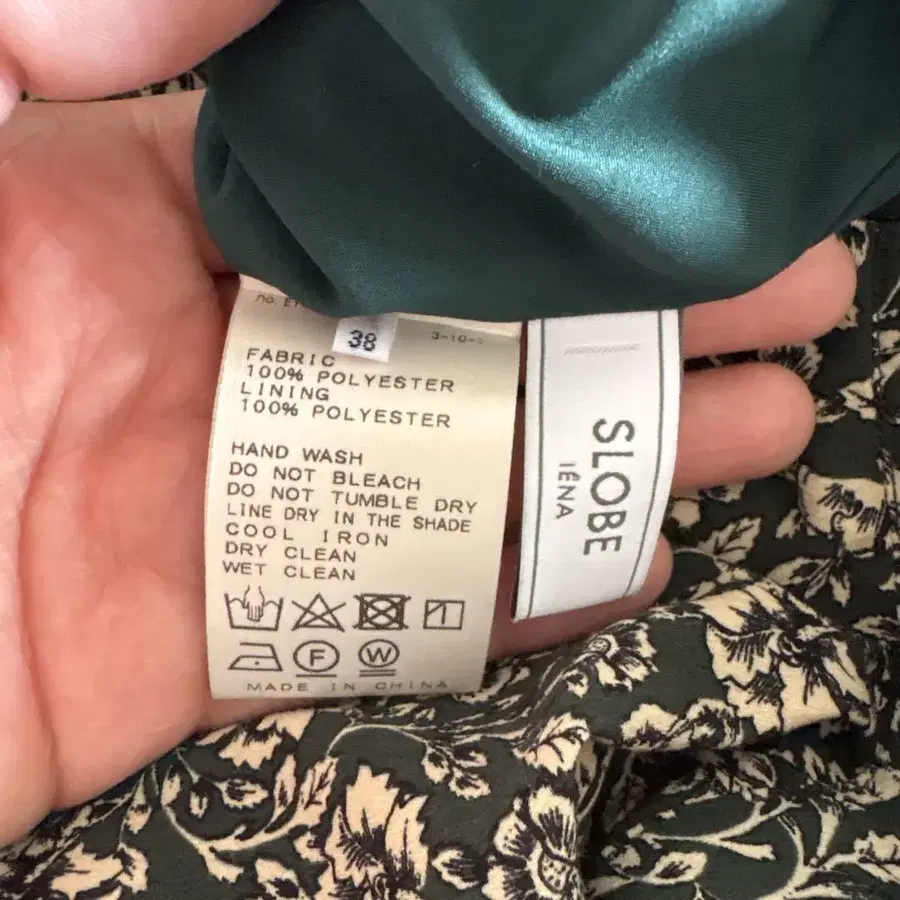 no.
38
FABRIC
100% POLYESTER
LINING
100% POLYESTER
HAND WASH
DO NOT BLEACH
DO NOT TUMBLE DRY
LINE DRY IN THE SHADE
COOL IRON
DRY CLEAN
WET CLEAN
F
W
MADE IN CHINA
SLOBE
IÉNA